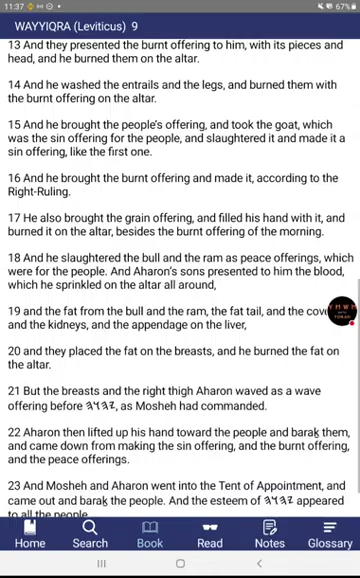 11:37
67%
WAYYIQRA (Leviticus) 9
13 And they presented the burnt offering to him, with its pieces and
head, and he burned them on the altar.
14 And he washed the entrails and the legs, and burned them with
the burnt offering on the altar.
15 And he brought the people's offering, and took the goat, which
was the sin offering for the people, and slaughtered it and made it a
sin offering, like the first one.
16 And he brought the burnt offering and made it, according to the
Right-Ruling.
17 He also brought the grain offering, and filled his hand with it, and
burned it on the altar, besides the burnt offering of the morning.
18 And he slaughtered the bull and the ram as peace offerings, which
were for the people. And Aharon's sons presented to him the blood,
which he sprinkled on the altar all around,
19 and the fat from the bull and the ram, the fat tail, and the cov
and the kidneys, and the appendage on the liver,
20 and they placed the fat on the breasts, and he burned the fat on
the altar.
21 But the breasts and the right thigh Aharon waved as a wave
offering before 𐤉𐤄𐤅𐤄, as Mosheh had commanded.
22 Aharon then lifted up his hand toward the people and baraḵ them,
and came down from making the sin offering, and the burnt offering,
and the peace offerings.
23 And Mosheh and Aharon went into the Tent of Appointment, and
came out and baraḵ the people. And the esteem of 𐤉𐤄𐤅𐤄 appeared
to all the people
Home Search Book Read Notes Glossary